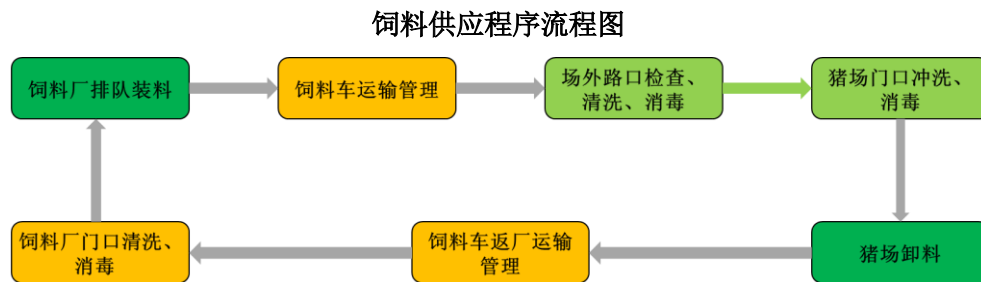 饲料供应程序流程图
饲料厂排队装料
饲料车运输管理
场外路口检查、
清洗、消毒
猪场门口冲洗、
消毒
猪场卸料
饲料车返厂运输
管理
饲料厂门口清洗、
消毒